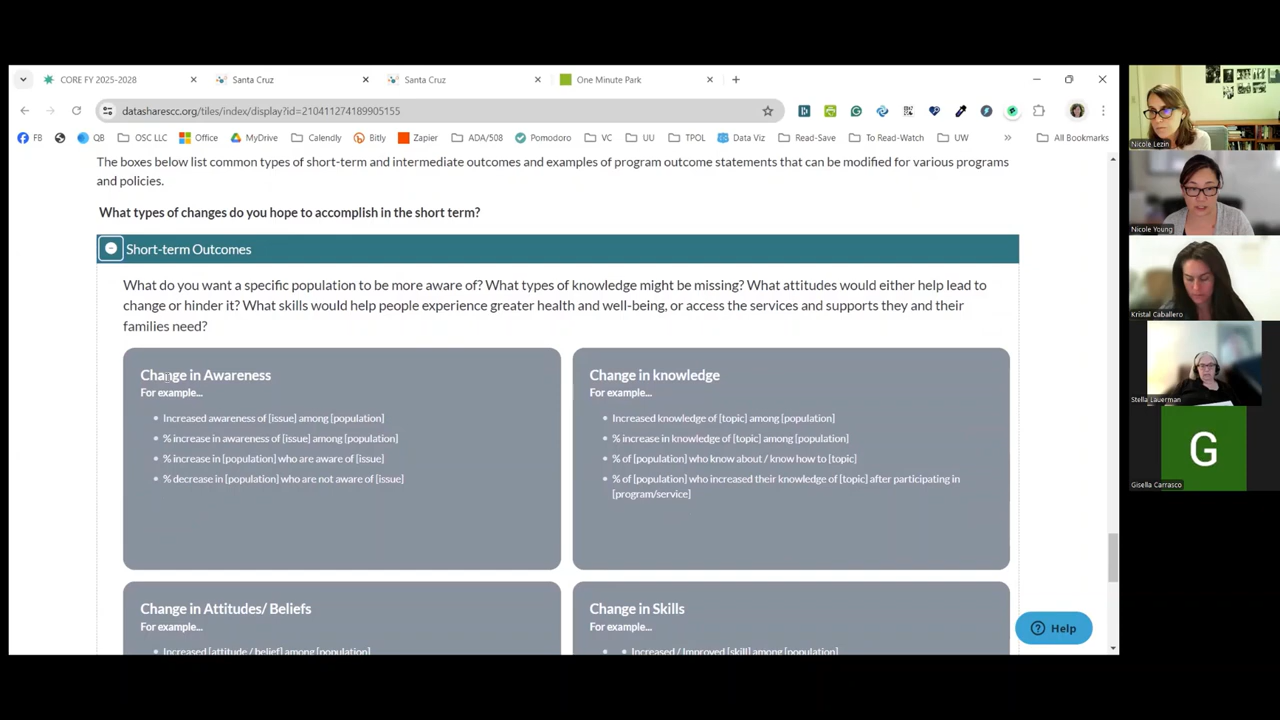 CORE FY 2025-2028
Santa Cruz
Santa Cruz
One Minute Park
datasharescc.org/tiles/index/display?id=210411274189905155
FB
QB
OSC LLC
Office
MyDrive
Calendly
Bitly
Zapier
ADA/508
Pomodoro
VC
UU
TPOL
Data Viz
Read-Save
To Read-Watch
UW
All Bookmarks
The boxes below list common types of short-term and intermediate outcomes and examples of program outcome statements that can be modified for various programs
and policies.
What types of changes do you hope to accomplish in the short term?
Short-term Outcomes
What do you want a specific population to be more aware of? What types of knowledge might be missing? What attitudes would either help lead to
change or hinder it? What skills would help people experience greater health and well-being, or access the services and supports they and their
families need?
Change in Awareness
For example...
• Increased awareness of [issue] among [population]
• % increase in awareness of [issue] among [population]
• % increase in [population] who are aware of [issue]
• % decrease in [population] who are not aware of [issue]
Change in knowledge
For example...
• Increased knowledge of [topic] among [population]
• % increase in knowledge of [topic] among [population]
• % of [population] who know about / know how to [topic]
• % of [population] who increased their knowledge of [topic] after participating in
[program/service]
Change in Attitudes/ Beliefs
For example...
Increased [attitude / belief] among [population]
Change in Skills
For example...
• • Increased / Improved [skill] among [population]
Help
Nicole Lezin
Nicole Young
Kristal Caballero
Stella Lauerman
G
Gisella Carrasco